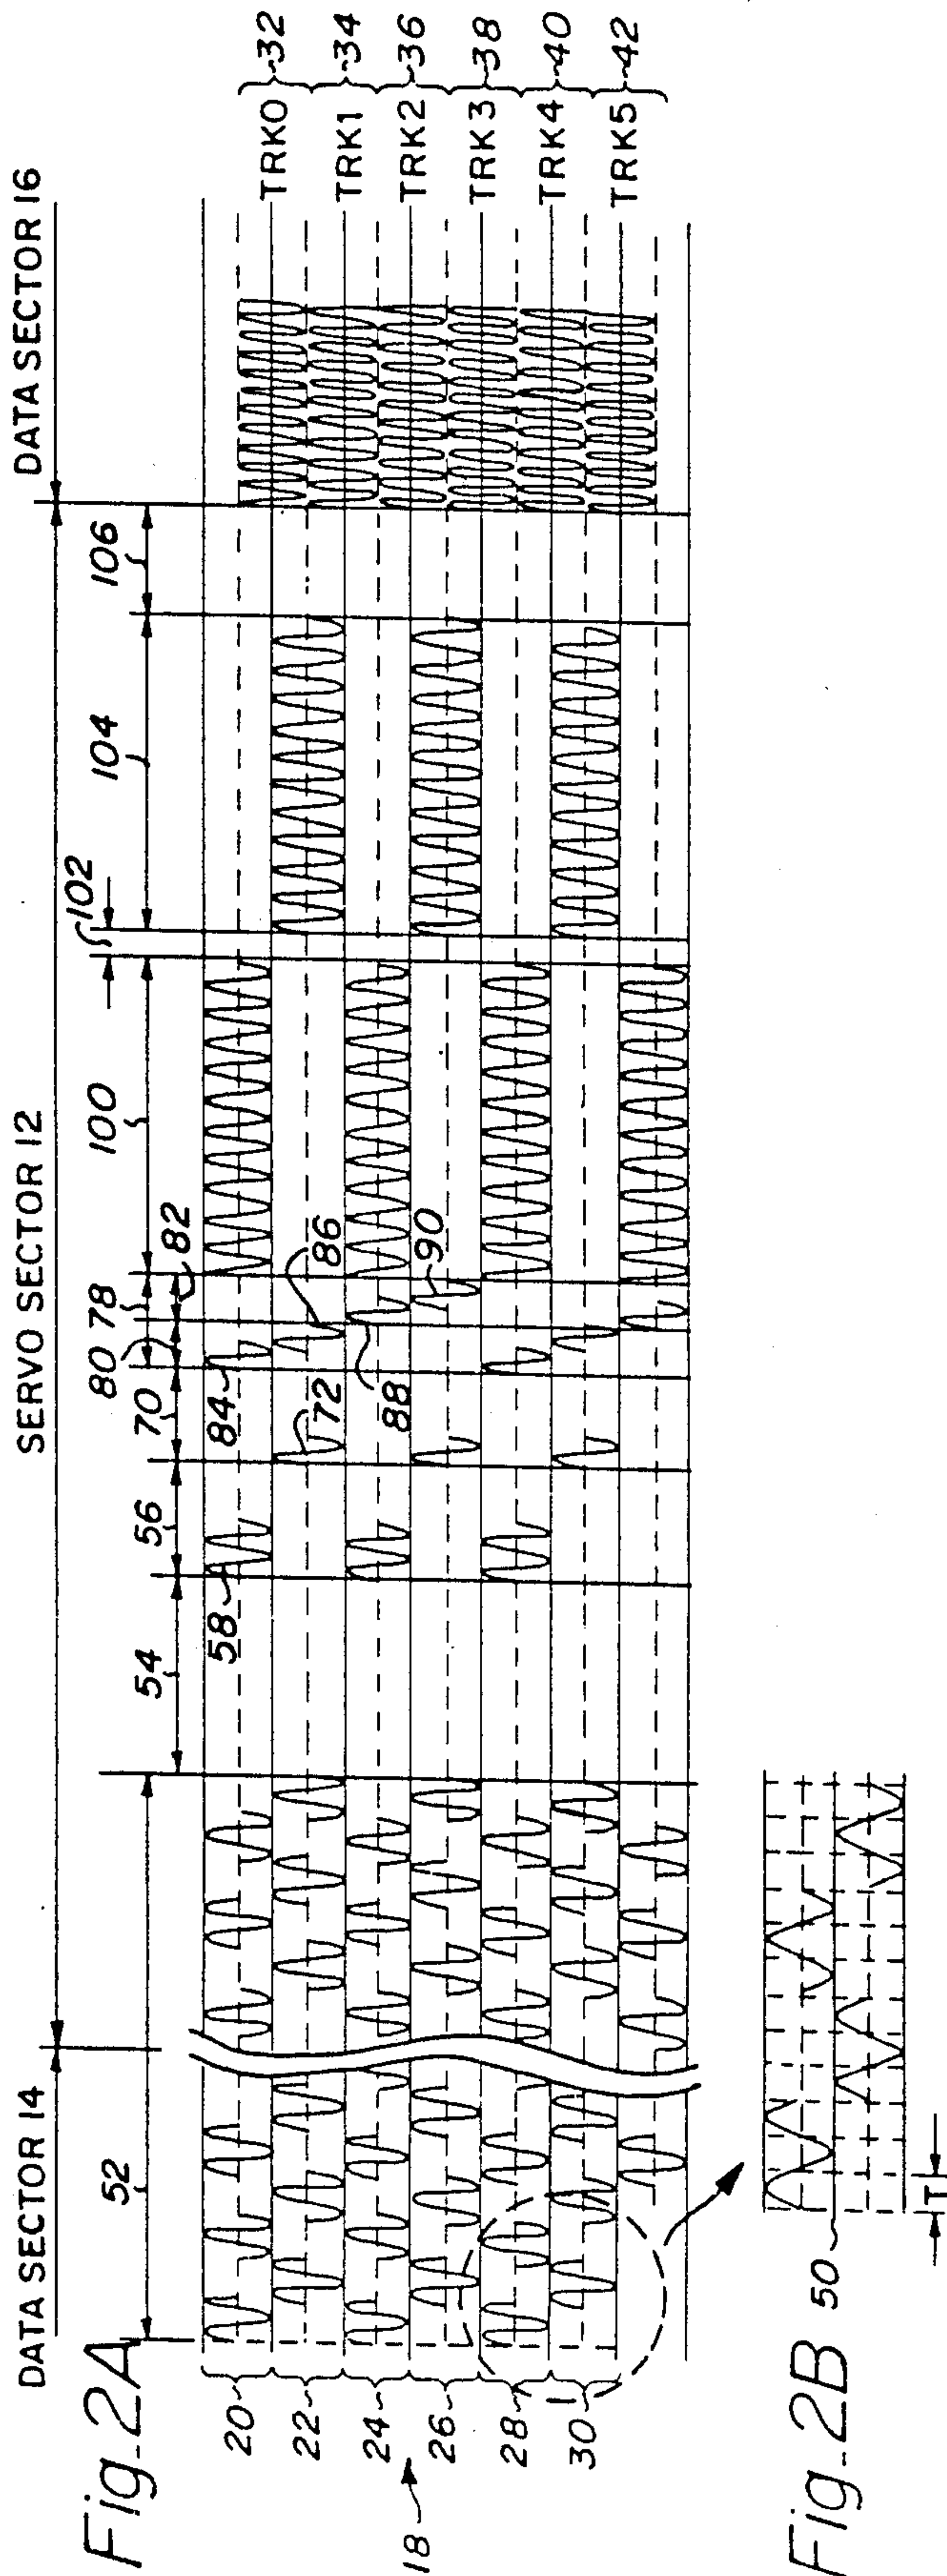 DATA SECTOR 14
SERVO SECTOR 12
DATA SECTOR 16
Fig. 2A
52
54
56
70
80
78
82
100
102
104
106
58
84
72
86
88
90
20
22
24
26
28
30
18
TRK0
TRK1
TRK2
TRK3
TRK4
TRK5
32
34
36
38
40
42
Fig. 2B
50
T